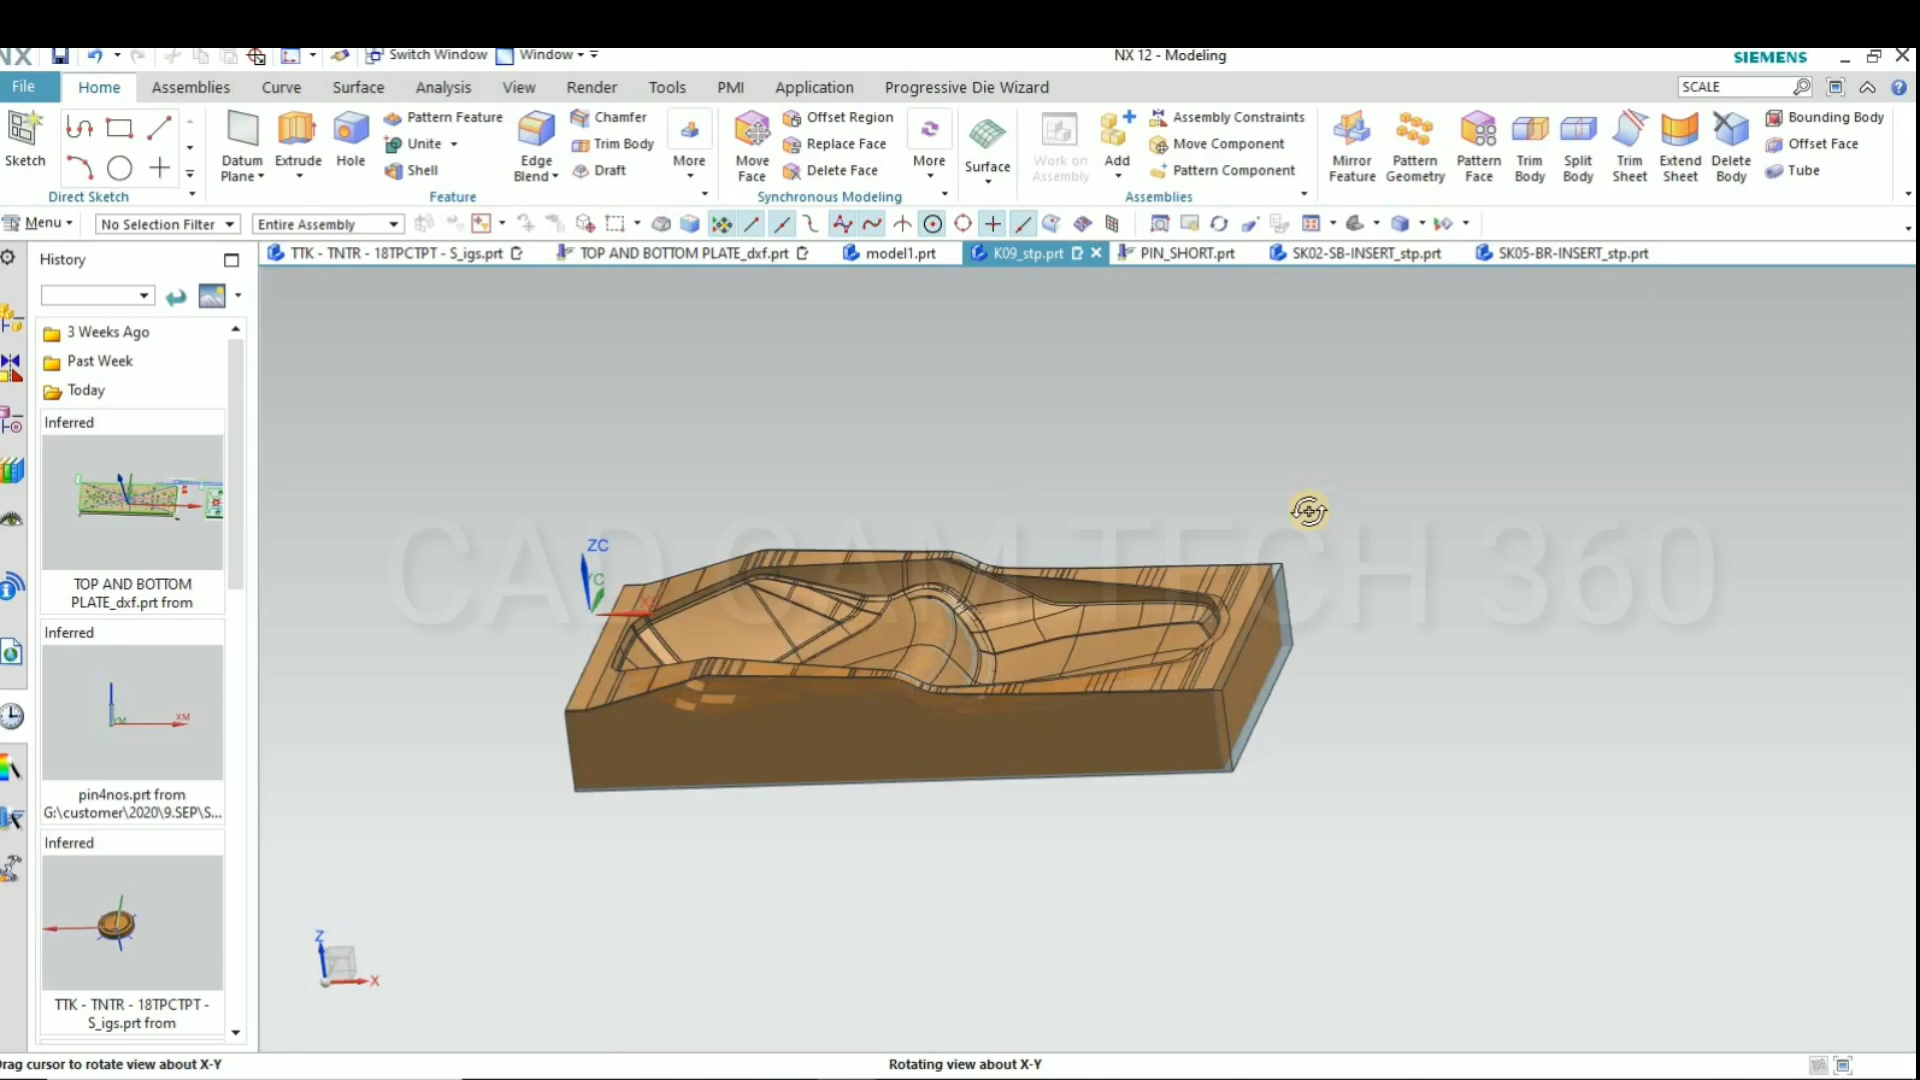 NX Switch Window Window NX 12 - Modeling SIEMENS
File Home Assemblies Curve Surface Analysis View Render Tools PMI Application Progressive Die Wizard SCALE
Sketch Datum Plane Extrude Hole Pattern Feature Unite Shell Edge Blend Chamfer Trim Body Draft More Move Face Offset Region Replace Face Delete Face More Surface Work on Assembly Add Assembly Constraints Move Component Pattern Component Mirror Feature Pattern Geometry Pattern Face Trim Body Split Body Trim Sheet Extend Sheet Delete Body Bounding Body Offset Face Tube
Direct Sketch Feature Synchronous Modeling Assemblies
Menu No Selection Filter Entire Assembly
TTK - TNTR - 18TPCTPT - S_igs.prt TOP AND BOTTOM PLATE_dxf.prt model1.prt K09_stp.prt PIN_SHORT.prt SK02-SB-INSERT_stp.prt SK05-BR-INSERT_stp.prt
History
3 Weeks Ago
Past Week
Today
Inferred
TOP AND BOTTOM
PLATE_dxf.prt from
Inferred
XM
YM
pin4nos.prt from
G:\customer\2020\9.SEP\S...
Inferred
TTK - TNTR - 18TPCTPT -
S_igs.prt from
ZC
YC
XC
CAD CAM TECH 360
Z
X
Drag cursor to rotate view about X-Y Rotating view about X-Y